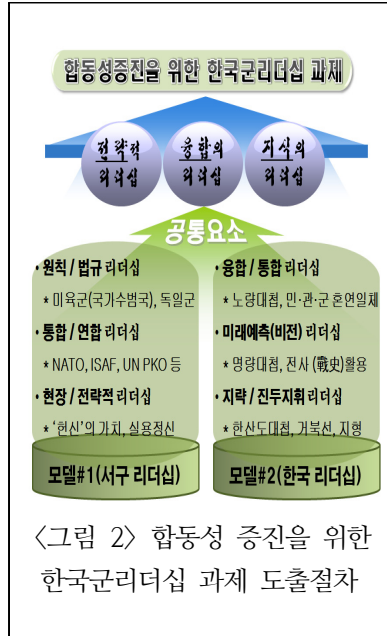 합동성증진을 위한 한국군리더십 과제
전략적 리더십
융합의 리더십
지식의 리더십
공통요소
• 원칙 / 법규 리더십
* 미육군(국가수범국), 독일군
• 통합 / 연합 리더십
* NATO, ISAF, UN PKO 등
• 현장 / 전략적 리더십
* ‘헌신’의 가치, 실용정신
모델#1(서구 리더십)
• 융합 / 통합 리더십
* 노량대첩, 민·관·군 혼연일체
• 미래예측(비전) 리더십
* 명량대첩, 전사 (戰史)활용
• 지략 / 진두지휘 리더십
* 한산도대첩, 거북선, 지형
모델#2(한국 리더십)
〈그림 2〉 합동성 증진을 위한
한국군리더십 과제 도출절차